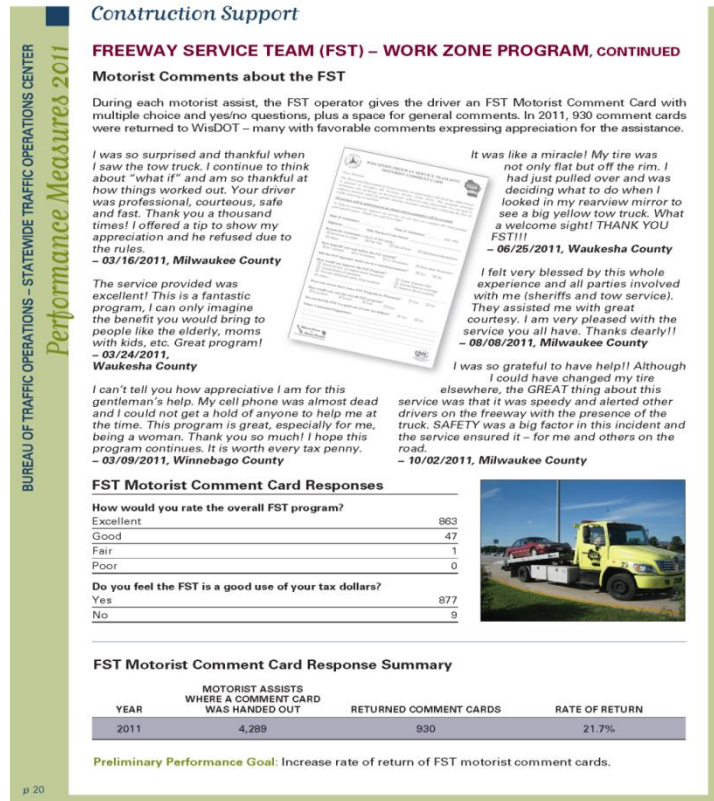 Construction Support
BUREAU OF TRAFFIC OPERATIONS – STATEWIDE TRAFFIC OPERATIONS CENTER
Performance Measures 2011
FREEWAY SERVICE TEAM (FST) – WORK ZONE PROGRAM, CONTINUED
Motorist Comments about the FST
During each motorist assist, the FST operator gives the driver an FST Motorist Comment Card with
multiple choice and yes/no questions, plus a space for general comments. In 2011, 930 comment cards
were returned to WisDOT – many with favorable comments expressing appreciation for the assistance.
I was so surprised and thankful when
I saw the tow truck. I continue to think
about “what if” and am so thankful at
how things worked out. Your driver
was professional, courteous, safe
and fast. Thank you a thousand
times! I offered a tip to show my
appreciation and he refused due to
the rules.
– 03/16/2011, Milwaukee County
The service provided was
excellent! This is a fantastic
program, I can only imagine
the benefit you would bring to
people like the elderly, moms
with kids, etc. Great program!
– 03/24/2011,
Waukesha County
I can't tell you how appreciative I am for this
gentleman's help. My cell phone was almost dead
and I could not get a hold of anyone to help me at
the time. This program is great, especially for me,
being a woman. Thank you so much! I hope this
program continues. It is worth every tax penny.
– 03/09/2011, Winnebago County
WISCONSIN FREEWAY SERVICE TEAM (FST)
MOTORIST COMMENT CARD
It was like a miracle! My tire was
not only flat but off the rim. I
had just pulled over and was
deciding what to do when I
looked in my rearview mirror to
see a big yellow tow truck. What
a welcome sight! THANK YOU
FST!!!
– 06/25/2011, Waukesha County
I felt very blessed by this whole
experience and all parties involved
with me (sheriffs and tow service).
They assisted me with great
courtesy. I am very pleased with the
service you all have. Thanks dearly!!
– 08/08/2011, Milwaukee County
I was so grateful to have help!! Although
I could have changed my tire
elsewhere, the GREAT thing about this
service was that it was speedy and alerted other
drivers on the freeway with the presence of the
truck. SAFETY was a big factor in this incident and
the service ensured it – for me and others on the
road.
– 10/02/2011, Milwaukee County
FST Motorist Comment Card Responses
How would you rate the overall FST program?
Excellent 863
Good 47
Fair 1
Poor 0
Do you feel the FST is a good use of your tax dollars?
Yes 877
No 9
FST Motorist Comment Card Response Summary
MOTORIST ASSISTS
WHERE A COMMENT CARD
YEAR WAS HANDED OUT RETURNED COMMENT CARDS RATE OF RETURN
2011 4,289 930 21.7%
Preliminary Performance Goal: Increase rate of return of FST motorist comment cards.
p 20